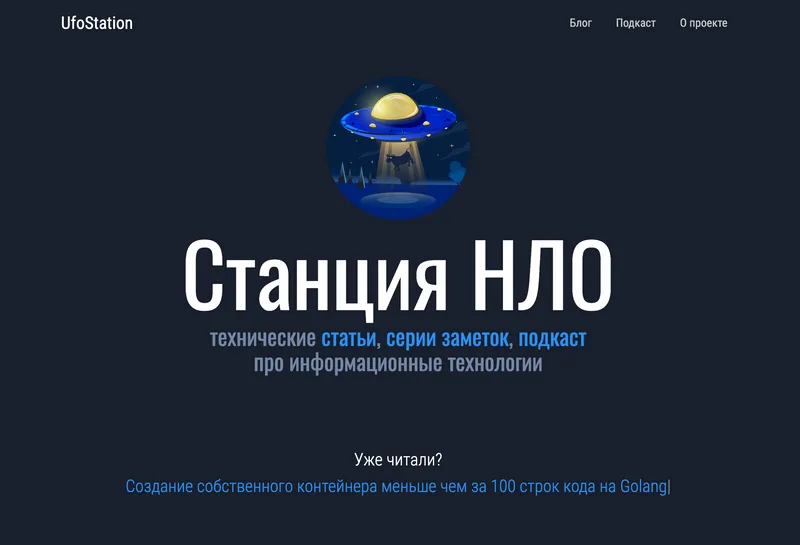 UfoStation
Блог Подкаст О проекте
Станция НЛО
технические статьи, серии заметок, подкаст
про информационные технологии
Уже читали?
Создание собственного контейнера меньше чем за 100 строк кода на Golang|